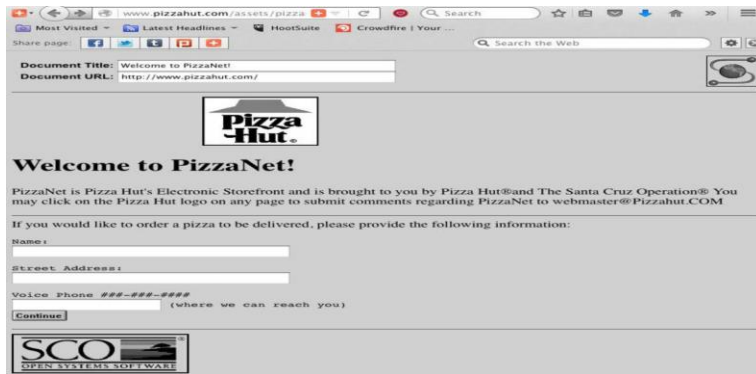 www.pizzahut.com/assets/pizza
Search
Most Visited
Latest Headlines
HootSuite
Crowdfire | Your ...
Share page:
Search the Web
Document Title: Welcome to PizzaNet!
Document URL: http://www.pizzahut.com/
Pizza
Hut®
Welcome to PizzaNet!
PizzaNet is Pizza Hut's Electronic Storefront and is brought to you by Pizza Hut®and The Santa Cruz Operation® You
may click on the Pizza Hut logo on any page to submit comments regarding PizzaNet to webmaster@Pizzahut.COM
If you would like to order a pizza to be delivered, please provide the following information:
Name:
Street Address:
Voice Phone ###-###-####
(where we can reach you)
Continue
SCO
OPEN SYSTEMS SOFTWARE